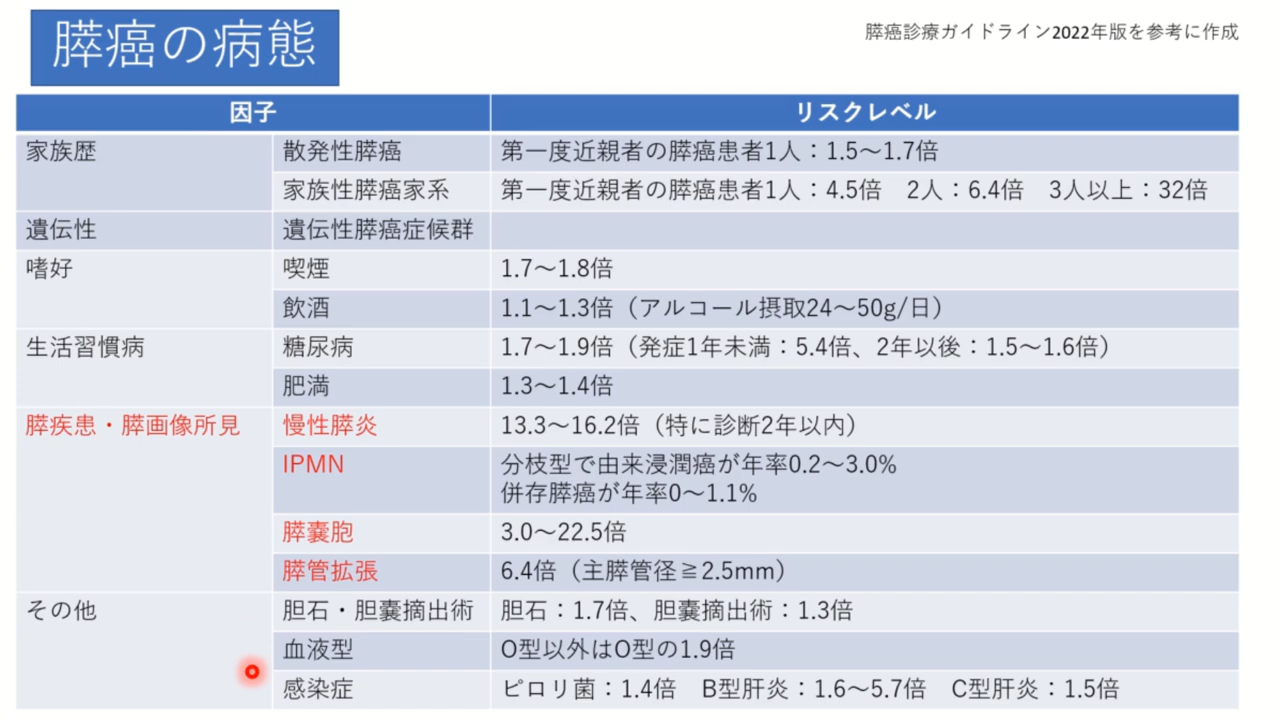 膵癌の病態
膵癌診療ガイドライン2022年版を参考に作成
因子 リスクレベル
家族歴 散発性膵癌 第一度近親者の膵癌患者1人：1.5～1.7倍
家族性膵癌家系 第一度近親者の膵癌患者1人：4.5倍　2人：6.4倍　3人以上：32倍
遺伝性 遺伝性膵癌症候群
嗜好 喫煙 1.7～1.8倍
飲酒 1.1～1.3倍（アルコール摂取24～50g/日）
生活習慣病 糖尿病 1.7～1.9倍（発症1年未満：5.4倍、2年以後：1.5～1.6倍）
肥満 1.3～1.4倍
膵疾患・膵画像所見 慢性膵炎 13.3～16.2倍（特に診断2年以内）
IPMN 分枝型で由来浸潤癌が年率0.2～3.0%
併存膵癌が年率0～1.1%
膵嚢胞 3.0～22.5倍
膵管拡張 6.4倍（主膵管径≧2.5mm）
その他 胆石・胆嚢摘出術 胆石：1.7倍、胆嚢摘出術：1.3倍
血液型 O型以外はO型の1.9倍
感染症 ピロリ菌：1.4倍　B型肝炎：1.6～5.7倍　C型肝炎：1.5倍